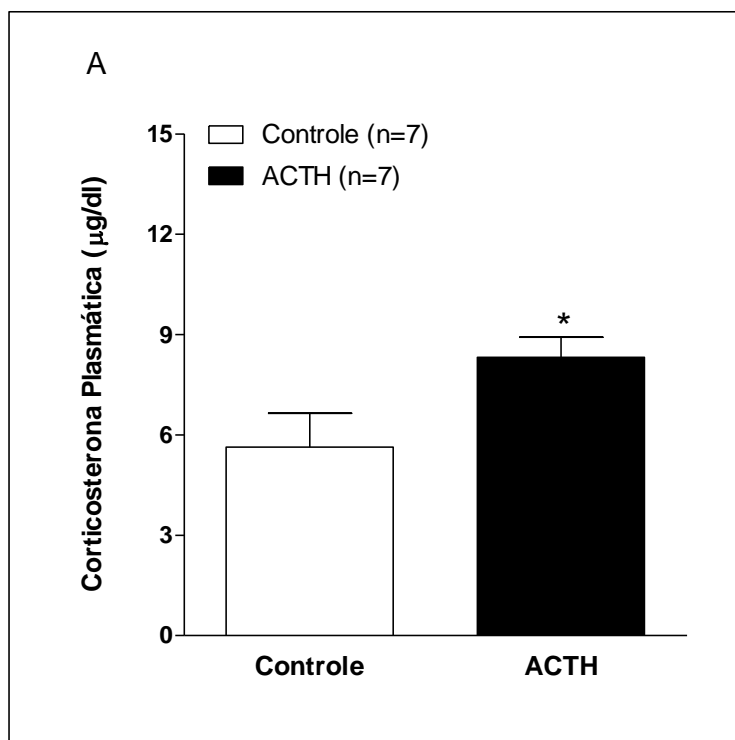 A
Controle (n=7)
ACTH (n=7)
Corticosterona Plasmática (µg/dl)
15
12
9
6
3
0
*
Controle
ACTH